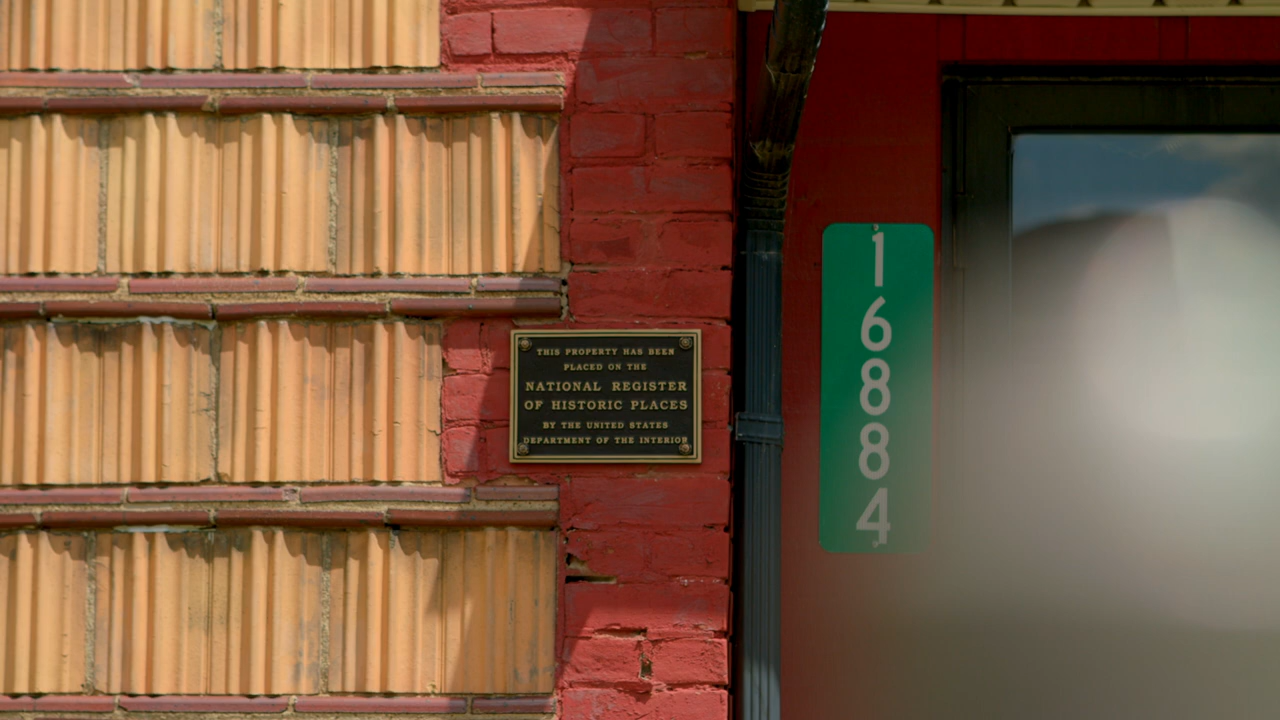 THIS PROPERTY HAS BEEN
PLACED ON THE
NATIONAL REGISTER
OF HISTORIC PLACES
BY THE UNITED STATES
DEPARTMENT OF THE INTERIOR
16884